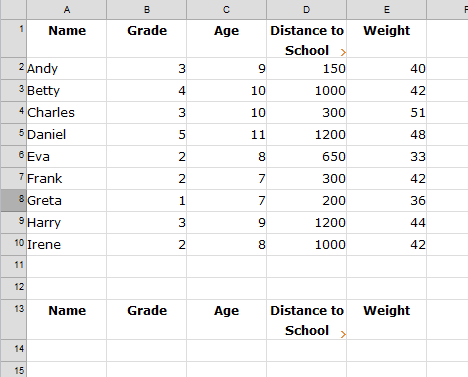 A B C D E F
1 Name Grade Age Distance to School Weight
2 Andy 3 9 150 40
3 Betty 4 10 1000 42
4 Charles 3 10 300 51
5 Daniel 5 11 1200 48
6 Eva 2 8 650 33
7 Frank 2 7 300 42
8 Greta 1 7 200 36
9 Harry 3 9 1200 44
10 Irene 2 8 1000 42
11
12
13 Name Grade Age Distance to School Weight
14
15